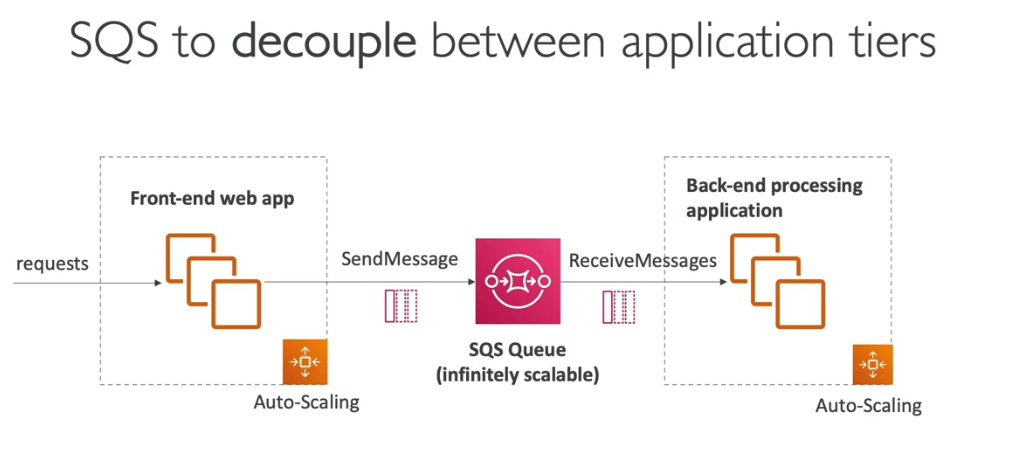 SQS to decouple between application tiers
Front-end web app
requests
Auto-Scaling
SendMessage
SQS Queue
(infinitely scalable)
ReceiveMessages
Back-end processing
application
Auto-Scaling